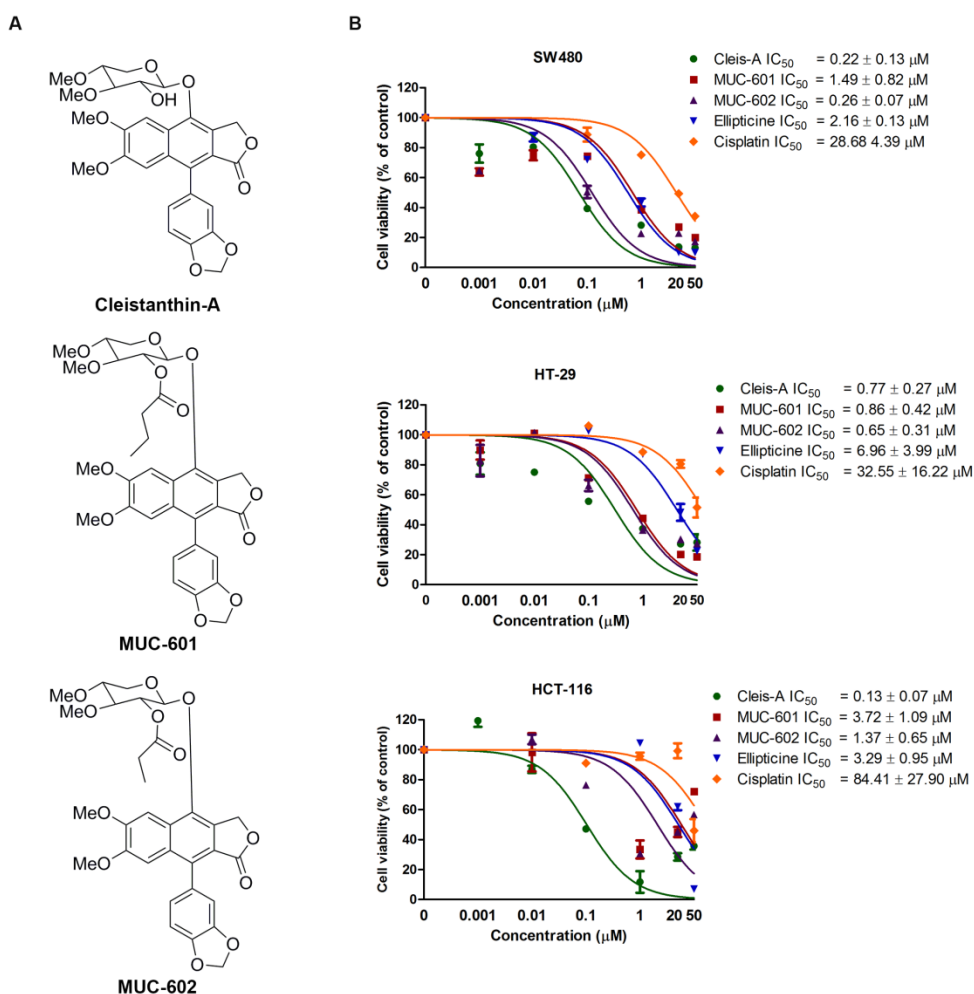 A
MeO
MeO
O
O
OH
MeO
MeO
O
O
O
O
Cleistanthin-A
MeO
MeO
O
O
O
O
MeO
MeO
O
O
O
O
MUC-601
MeO
MeO
O
O
O
O
MeO
MeO
O
O
O
O
MUC-602
B
SW480
Cell viability (% of control)
120
100
80
60
40
20
0
0 0.001 0.01 0.1 1 20 50
Concentration (μM)
Cleis-A IC50 = 0.22 ± 0.13 μM
MUC-601 IC50 = 1.49 ± 0.82 μM
MUC-602 IC50 = 0.26 ± 0.07 μM
Ellipticine IC50 = 2.16 ± 0.13 μM
Cisplatin IC50 = 28.68 4.39 μM
HT-29
Cell viability (% of control)
120
100
80
60
40
20
0
0 0.001 0.01 0.1 1 20 50
Concentration (μM)
Cleis-A IC50 = 0.77 ± 0.27 μM
MUC-601 IC50 = 0.86 ± 0.42 μM
MUC-602 IC50 = 0.65 ± 0.31 μM
Ellipticine IC50 = 6.96 ± 3.99 μM
Cisplatin IC50 = 32.55 ± 16.22 μM
HCT-116
Cell viability (% of control)
120
100
80
60
40
20
0
0 0.001 0.01 0.1 1 20 50
Concentration (μM)
Cleis-A IC50 = 0.13 ± 0.07 μM
MUC-601 IC50 = 3.72 ± 1.09 μM
MUC-602 IC50 = 1.37 ± 0.65 μM
Ellipticine IC50 = 3.29 ± 0.95 μM
Cisplatin IC50 = 84.41 ± 27.90 μM